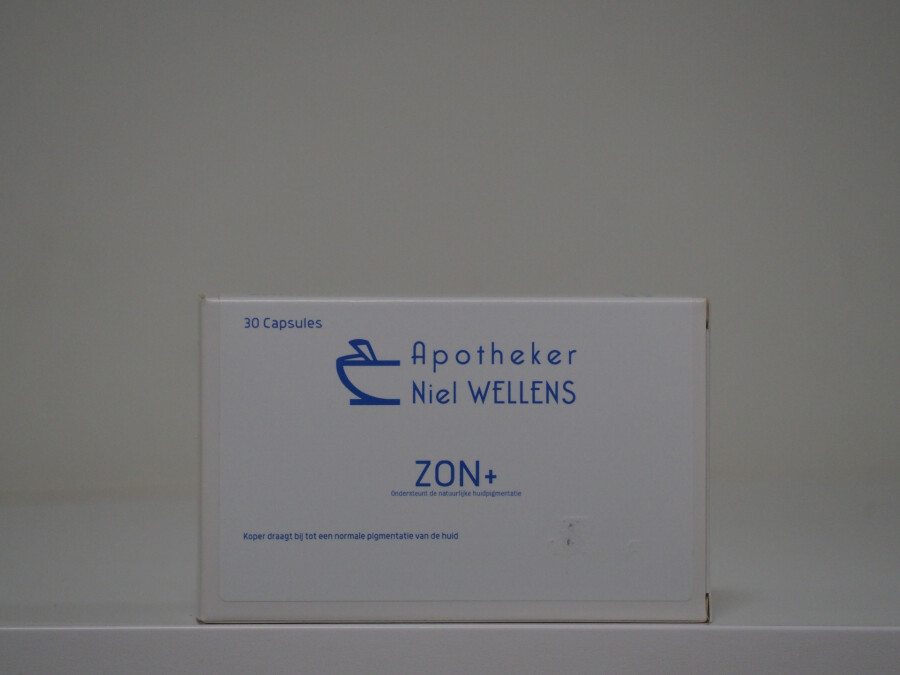 30 Capsules
Apotheker
Niel WELLENS
ZON+
Ondersteunt de natuurlijke huidpigmentatie
Koper draagt bij tot een normale pigmentatie van de huid